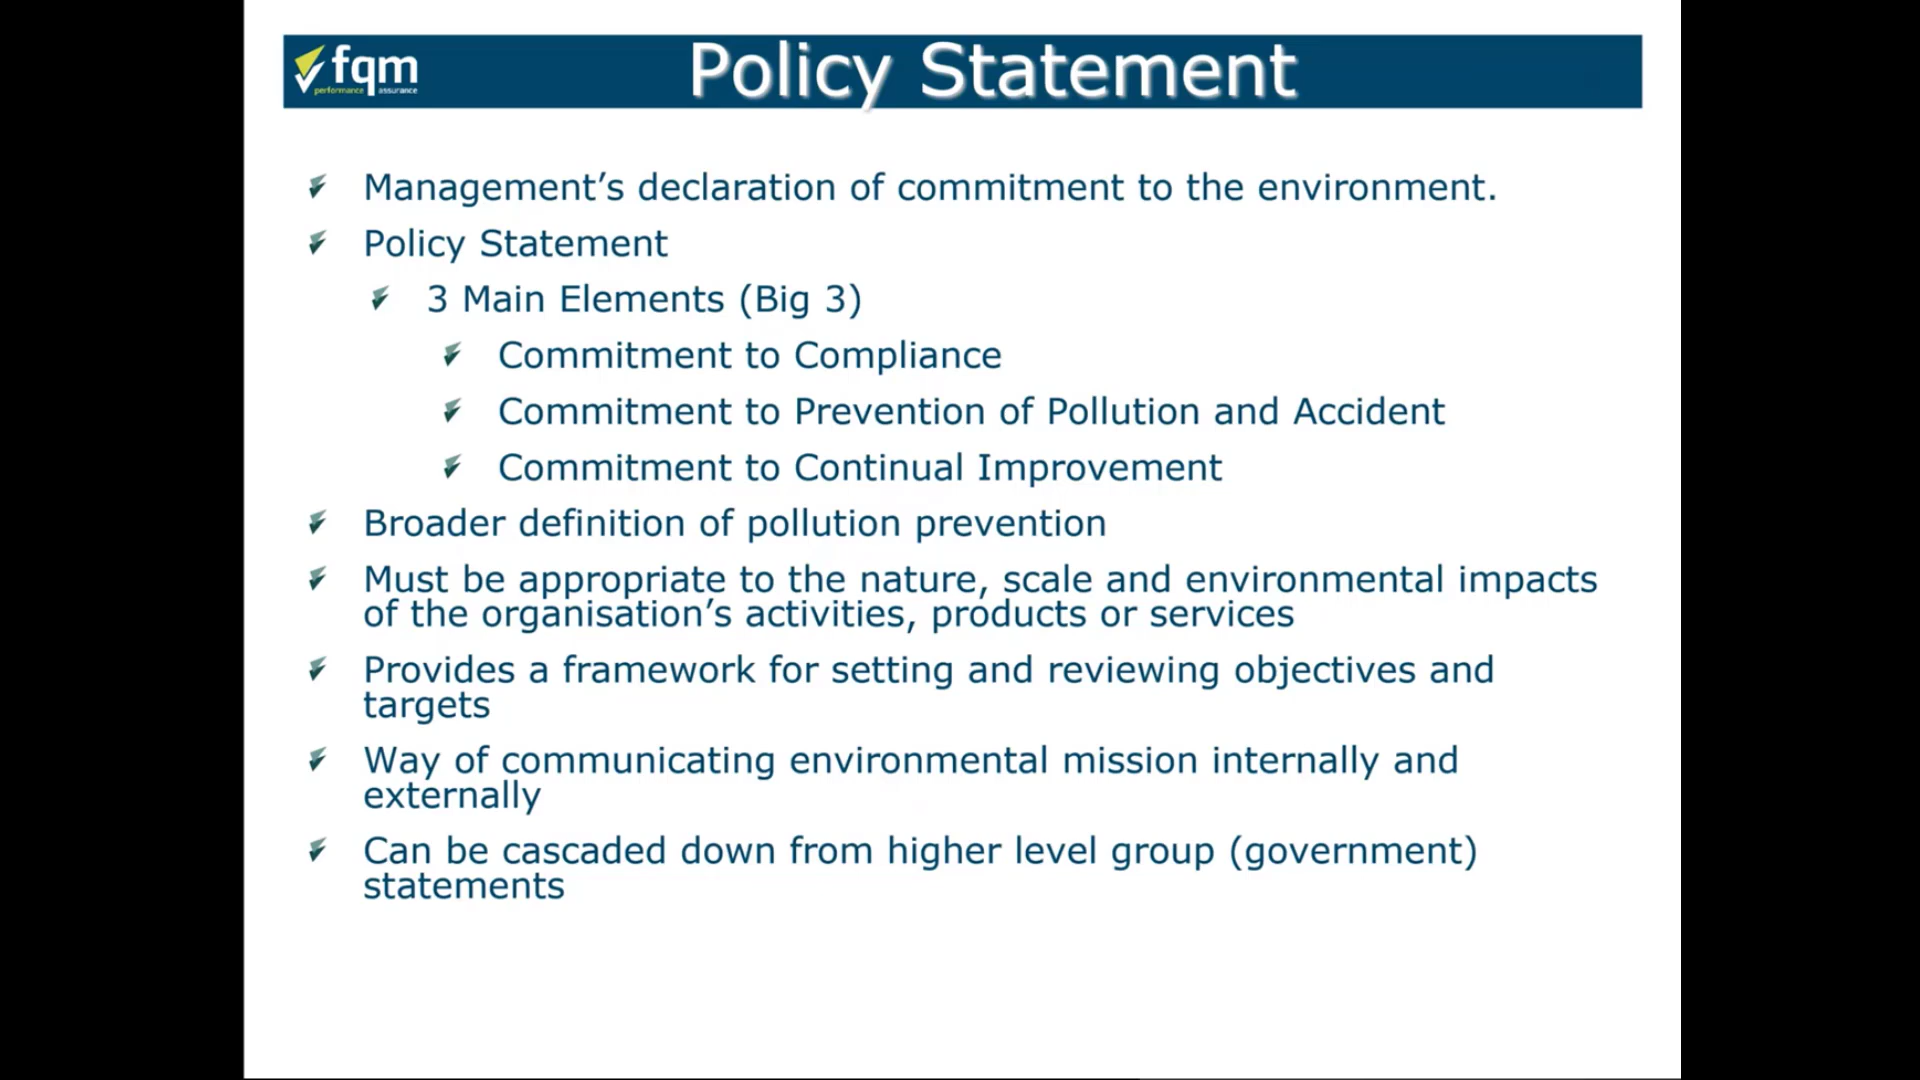 fqm
performance assurance
Policy Statement
Management’s declaration of commitment to the environment.
Policy Statement
3 Main Elements (Big 3)
Commitment to Compliance
Commitment to Prevention of Pollution and Accident
Commitment to Continual Improvement
Broader definition of pollution prevention
Must be appropriate to the nature, scale and environmental impacts
of the organisation’s activities, products or services
Provides a framework for setting and reviewing objectives and
targets
Way of communicating environmental mission internally and
externally
Can be cascaded down from higher level group (government)
statements